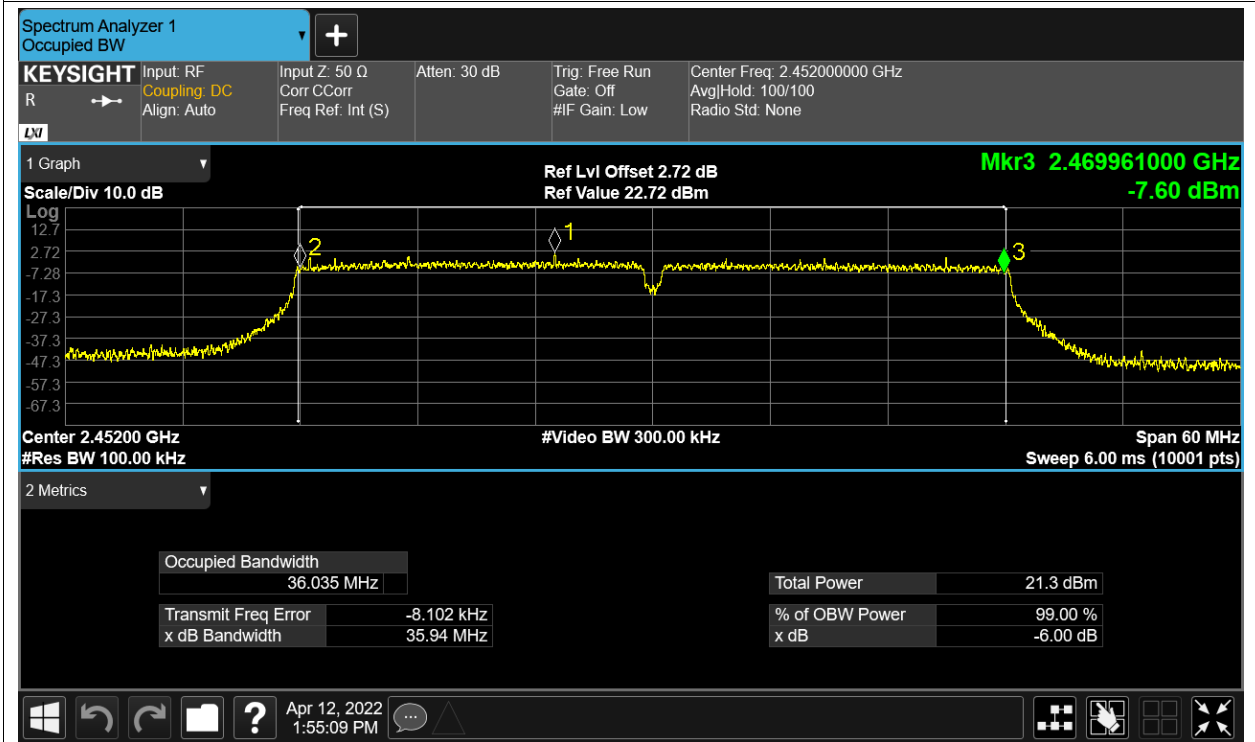 Spectrum Analyzer 1
Occupied BW
KEYSIGHT
R
LXI
Input: RF
Coupling: DC
Align: Auto
Input Z: 50 Ω
Corr CCorr
Freq Ref: Int (S)
Atten: 30 dB
Trig: Free Run
Gate: Off
#IF Gain: Low
Center Freq: 2.452000000 GHz
Avg|Hold: 100/100
Radio Std: None
1 Graph
Scale/Div 10.0 dB
Ref Lvl Offset 2.72 dB
Ref Value 22.72 dBm
Mkr3 2.469961000 GHz
-7.60 dBm
Log
12.7
2.72
-7.28
-17.3
-27.3
-37.3
-47.3
-57.3
-67.3
2
1
3
Center 2.45200 GHz
#Res BW 100.00 kHz
#Video BW 300.00 kHz
Span 60 MHz
Sweep 6.00 ms (10001 pts)
2 Metrics
Occupied Bandwidth
36.035 MHz
Transmit Freq Error -8.102 kHz
x dB Bandwidth 35.94 MHz
Total Power 21.3 dBm
% of OBW Power 99.00 %
x dB -6.00 dB
?
Apr 12, 2022
1:55:09 PM